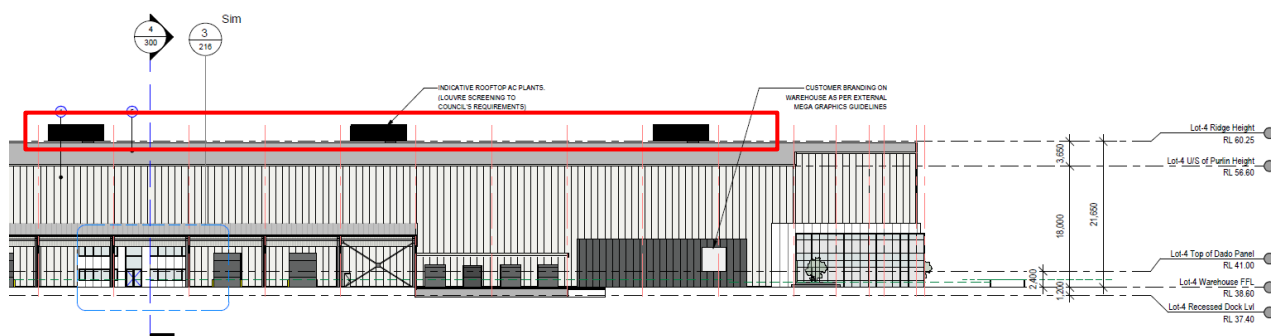 Sim
4
300
3
216
INDICATIVE ROOFTOP AC PLANTS.
(LOUVRE SCREENING TO
COUNCIL'S REQUIREMENTS)
CUSTOMER BRANDING ON
WAREHOUSE AS PER EXTERNAL
MEGA GRAPHICS GUIDELINES
Lot-4 Ridge Height
RL 60.25
3,650
Lot-4 U/S of Purlin Height
RL 56.60
18,000
21,650
Lot-4 Top of Dado Panel
RL 41.00
2,400
Lot-4 Warehouse FFL
RL 38.60
1,200
Lot-4 Recessed Dock Lvl
RL 37.40